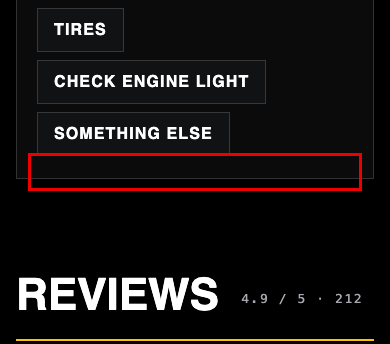 TIRES
CHECK ENGINE LIGHT
SOMETHING ELSE
REVIEWS 4.9 / 5 · 212